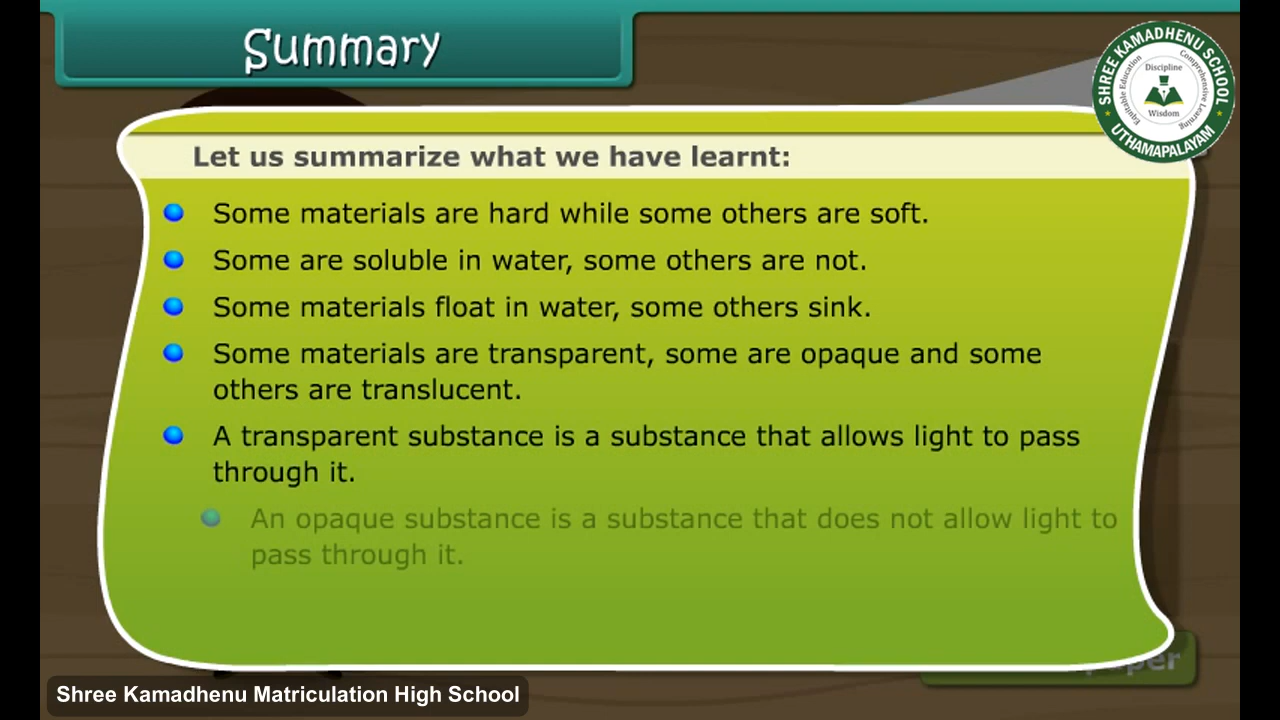 Summary
SHREE KAMADHENU SCHOOL
Equitable Education
Discipline
Comprehensive Learning
Wisdom
UTHAMAPALAYAM
Let us summarize what we have learnt:
Some materials are hard while some others are soft.
Some are soluble in water, some others are not.
Some materials float in water, some others sink.
Some materials are transparent, some are opaque and some
others are translucent.
A transparent substance is a substance that allows light to pass
through it.
An opaque substance is a substance that does not allow light to
pass through it.
Shree Kamadhenu Matriculation High School